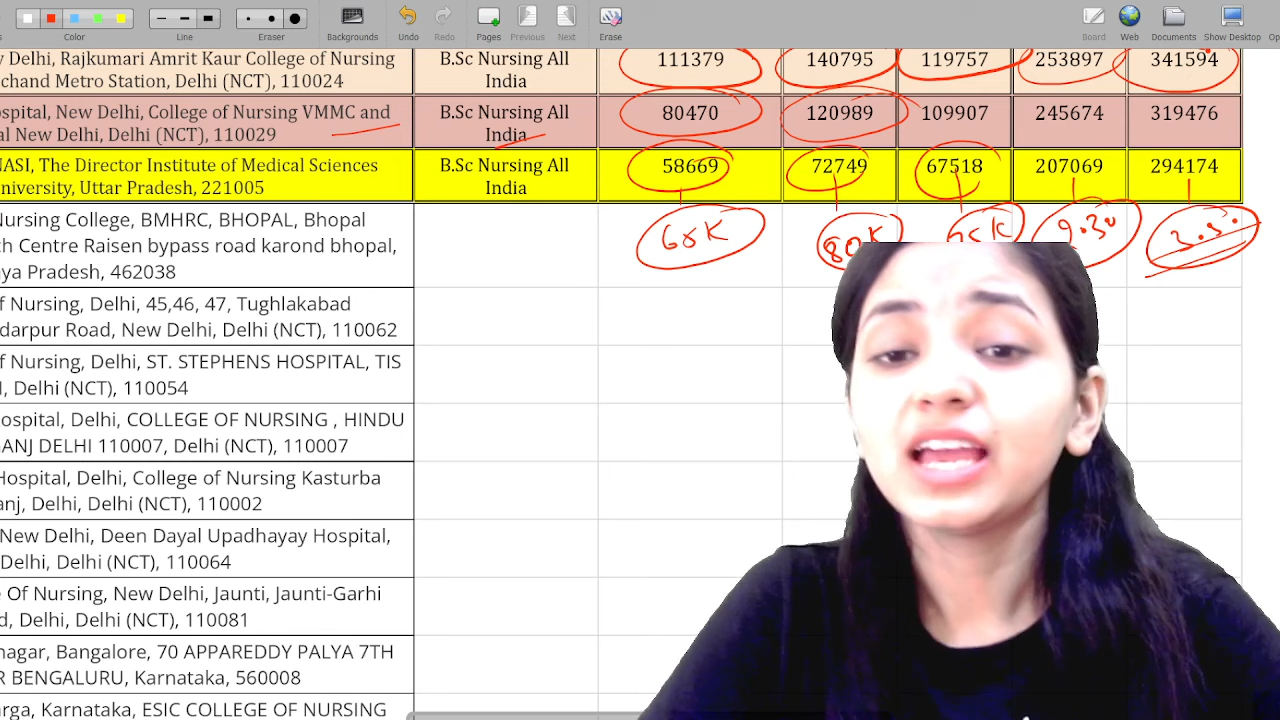 Color
Line
Eraser
Backgrounds
Undo
Redo
Pages
Previous
Next
Erase
Board
Web
Documents
Show Desktop
y Delhi, Rajkumari Amrit Kaur College of Nursing
chand Metro Station, Delhi (NCT), 110024
B.Sc Nursing All
India
111379 140795 119757 253897 341594
ospital, New Delhi, College of Nursing VMMC and
al New Delhi, Delhi (NCT), 110029
B.Sc Nursing All
India
80470 120989 109907 245674 319476
NASI, The Director Institute of Medical Sciences
niversity, Uttar Pradesh, 221005
B.Sc Nursing All
India
58669 72749 67518 207069 294174
80K
Nursing College, BMHRC, BHOPAL, Bhopal
ch Centre Raisen bypass road karond bhopal,
ya Pradesh, 462038
f Nursing, Delhi, 45,46, 47, Tughlakabad
darpur Road, New Delhi, Delhi (NCT), 110062
f Nursing, Delhi, ST. STEPHENS HOSPITAL, TIS
I, Delhi (NCT), 110054
ospital, Delhi, COLLEGE OF NURSING , HINDU
GANJ DELHI 110007, Delhi (NCT), 110007
Hospital, Delhi, College of Nursing Kasturba
anj, Delhi, Delhi (NCT), 110002
New Delhi, Deen Dayal Upadhayay Hospital,
Delhi, Delhi (NCT), 110064
Of Nursing, New Delhi, Jaunti, Jaunti-Garhi
d, Delhi, Delhi (NCT), 110081
nagar, Bangalore, 70 APPAREDDY PALYA 7TH
R BENGALURU, Karnataka, 560008
arga, Karnataka, ESIC COLLEGE OF NURSING